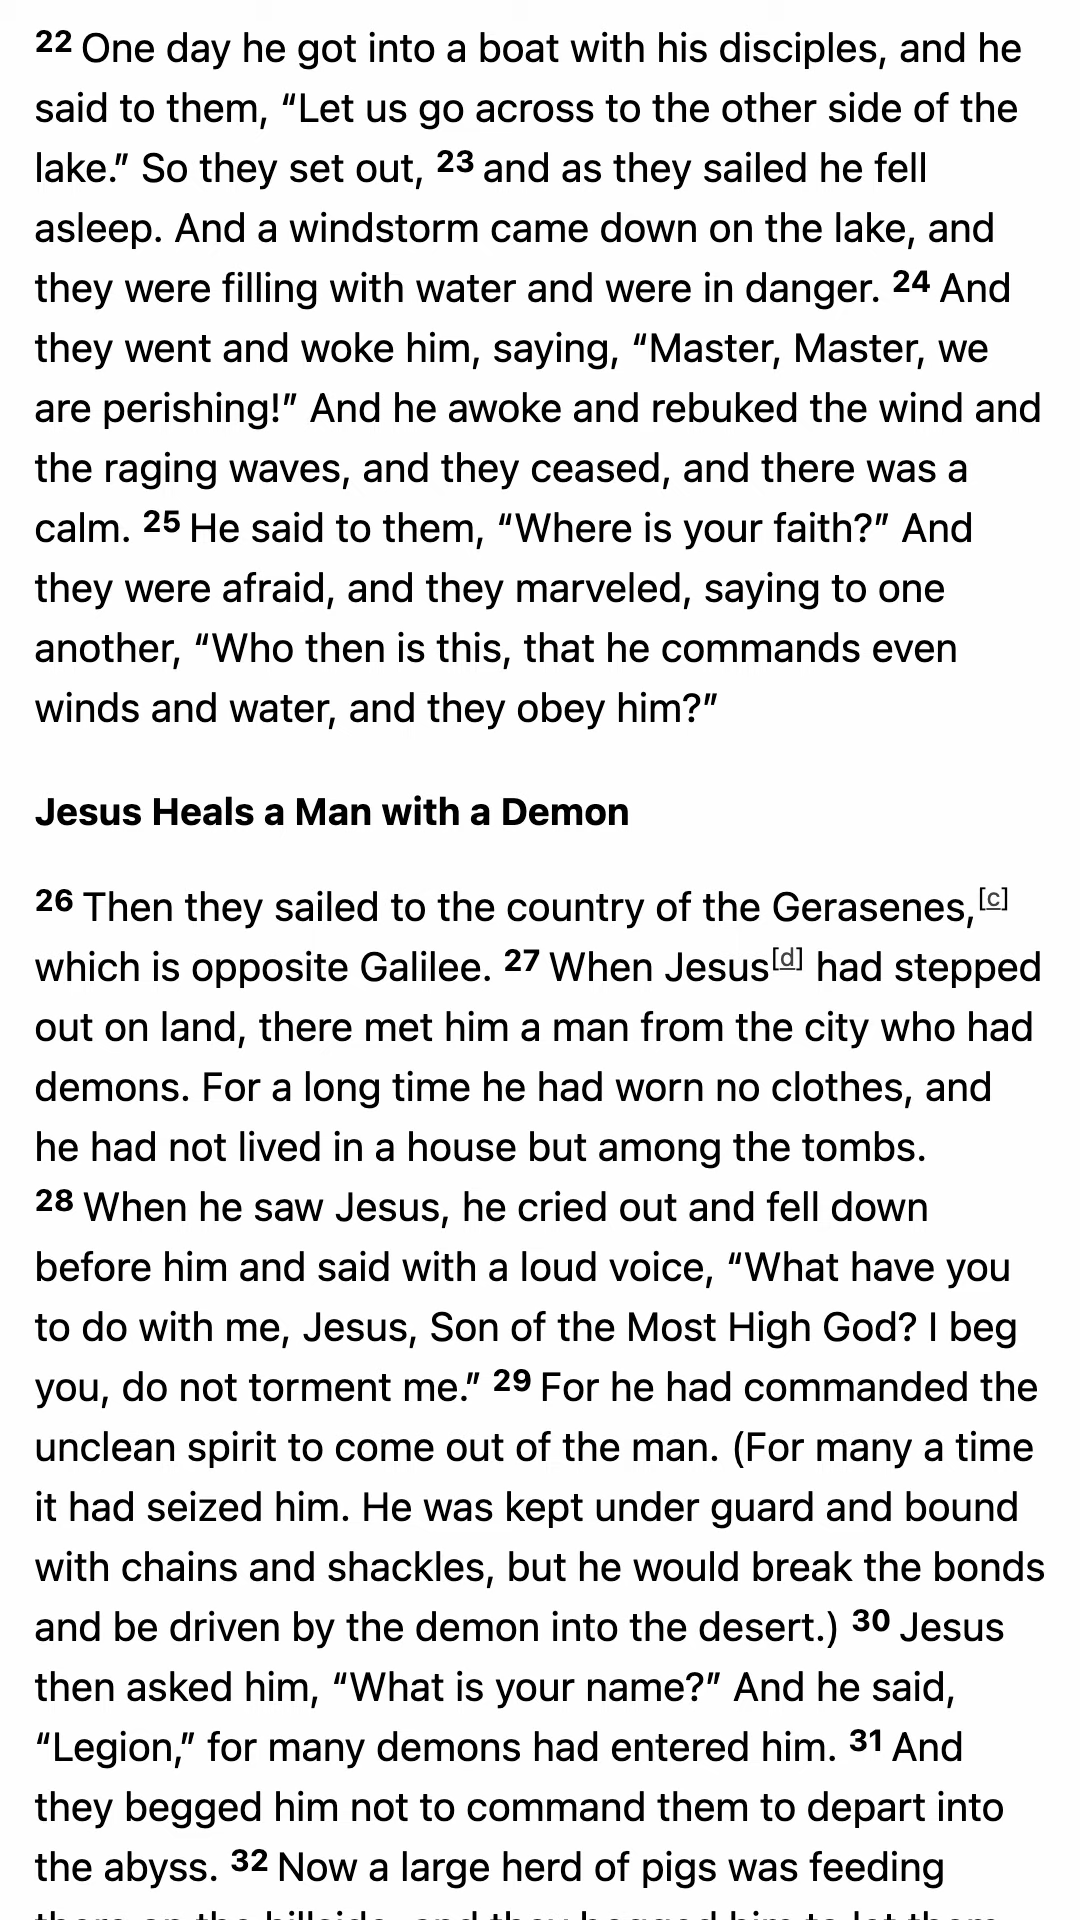 22 One day he got into a boat with his disciples, and he
said to them, “Let us go across to the other side of the
lake.” So they set out, 23 and as they sailed he fell
asleep. And a windstorm came down on the lake, and
they were filling with water and were in danger. 24 And
they went and woke him, saying, “Master, Master, we
are perishing!” And he awoke and rebuked the wind and
the raging waves, and they ceased, and there was a
calm. 25 He said to them, “Where is your faith?” And
they were afraid, and they marveled, saying to one
another, “Who then is this, that he commands even
winds and water, and they obey him?”
Jesus Heals a Man with a Demon
26 Then they sailed to the country of the Gerasenes,[c]
which is opposite Galilee. 27 When Jesus[d] had stepped
out on land, there met him a man from the city who had
demons. For a long time he had worn no clothes, and
he had not lived in a house but among the tombs.
28 When he saw Jesus, he cried out and fell down
before him and said with a loud voice, “What have you
to do with me, Jesus, Son of the Most High God? I beg
you, do not torment me.” 29 For he had commanded the
unclean spirit to come out of the man. (For many a time
it had seized him. He was kept under guard and bound
with chains and shackles, but he would break the bonds
and be driven by the demon into the desert.) 30 Jesus
then asked him, “What is your name?” And he said,
“Legion,” for many demons had entered him. 31 And
they begged him not to command them to depart into
the abyss. 32 Now a large herd of pigs was feeding
there on the hillside, and they begged him to let them